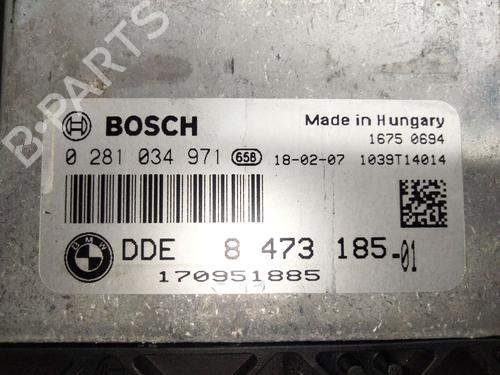 B-PARTS
BOSCH
Made in Hungary
1675 0694
0 281 034 971 65B 18-02-07 1039T14014
BMW
DDE 8 473 185-01
170951885